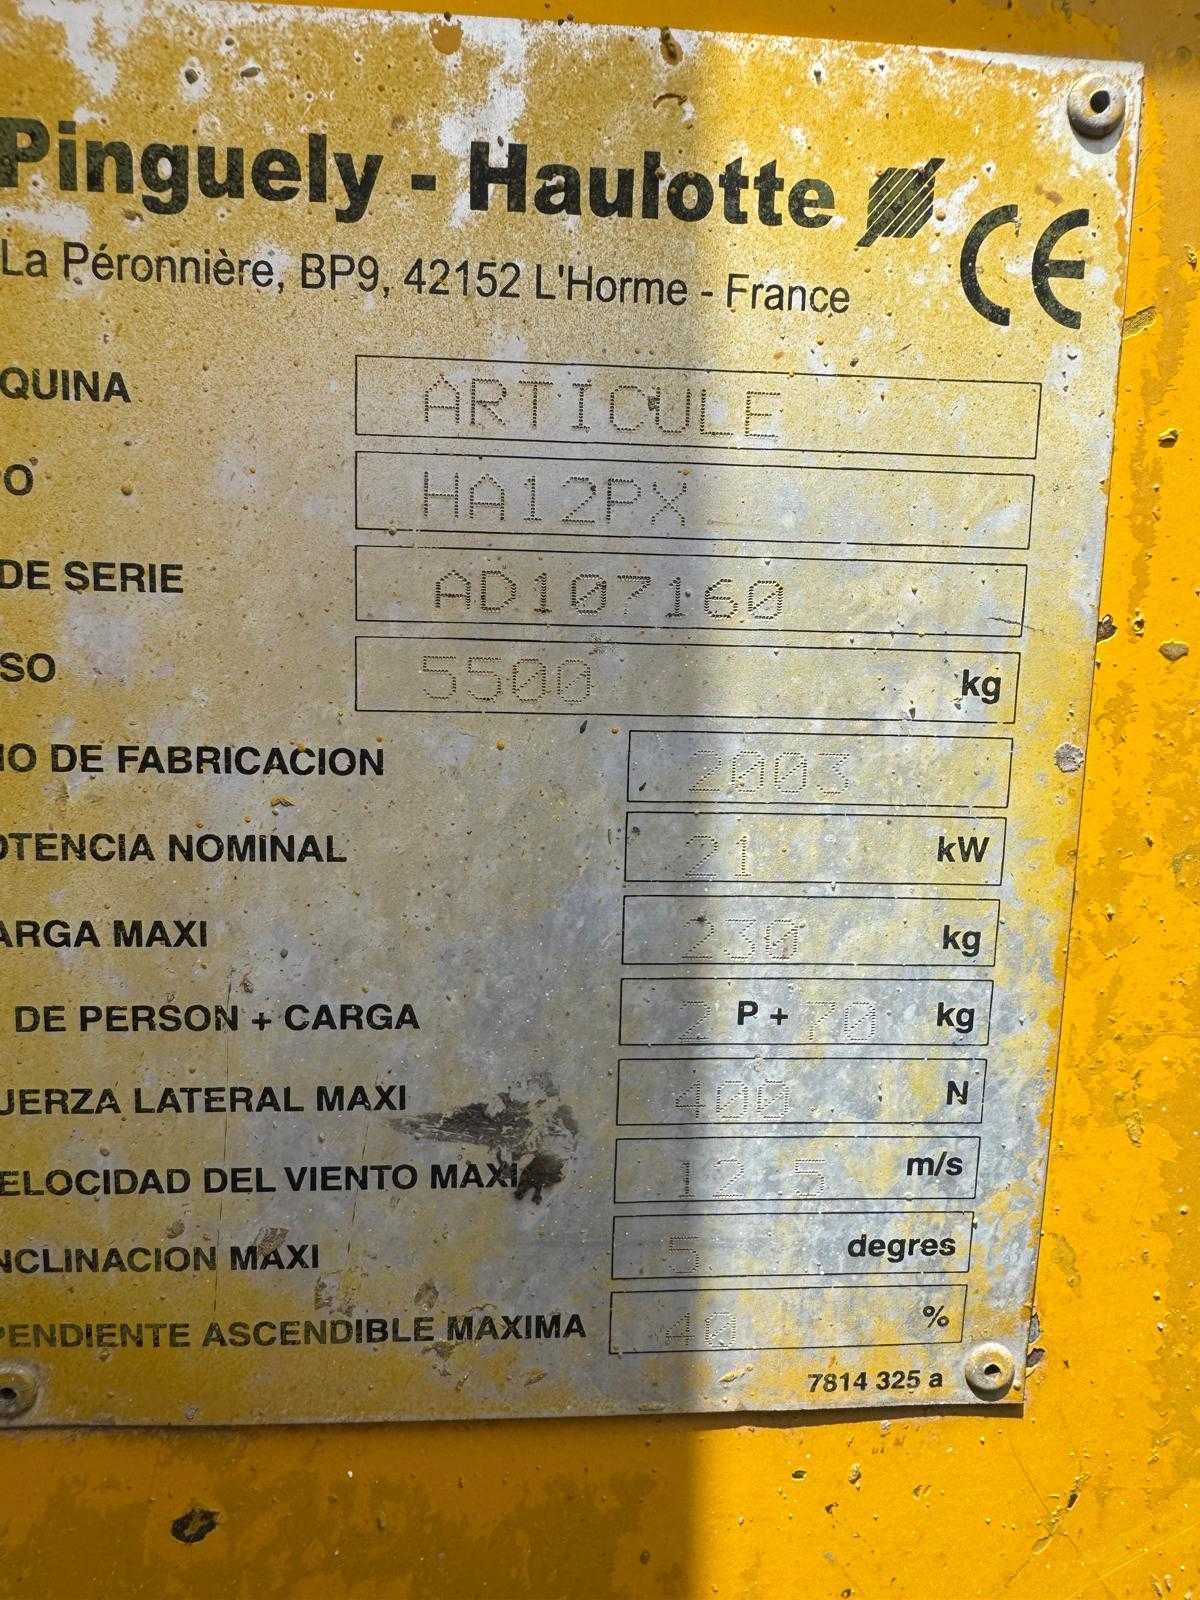 Pinguely - Haulotte CE
La Péronnière, BP9, 42152 L'Horme - France
QUINA ARTICULE
PO HA12PX
DE SERIE AD107160
SO 5500 kg
O DE FABRICACION 2003
OTENCIA NOMINAL 21 kW
ARGA MAXI 230 kg
DE PERSON + CARGA 2 P + 70 kg
UERZA LATERAL MAXI 400 N
ELOCIDAD DEL VIENTO MAXI 12 5 m/s
NCLINACION MAXI 5 degres
PENDIENTE ASCENDIBLE MAXIMA 40 %
7814 325 a